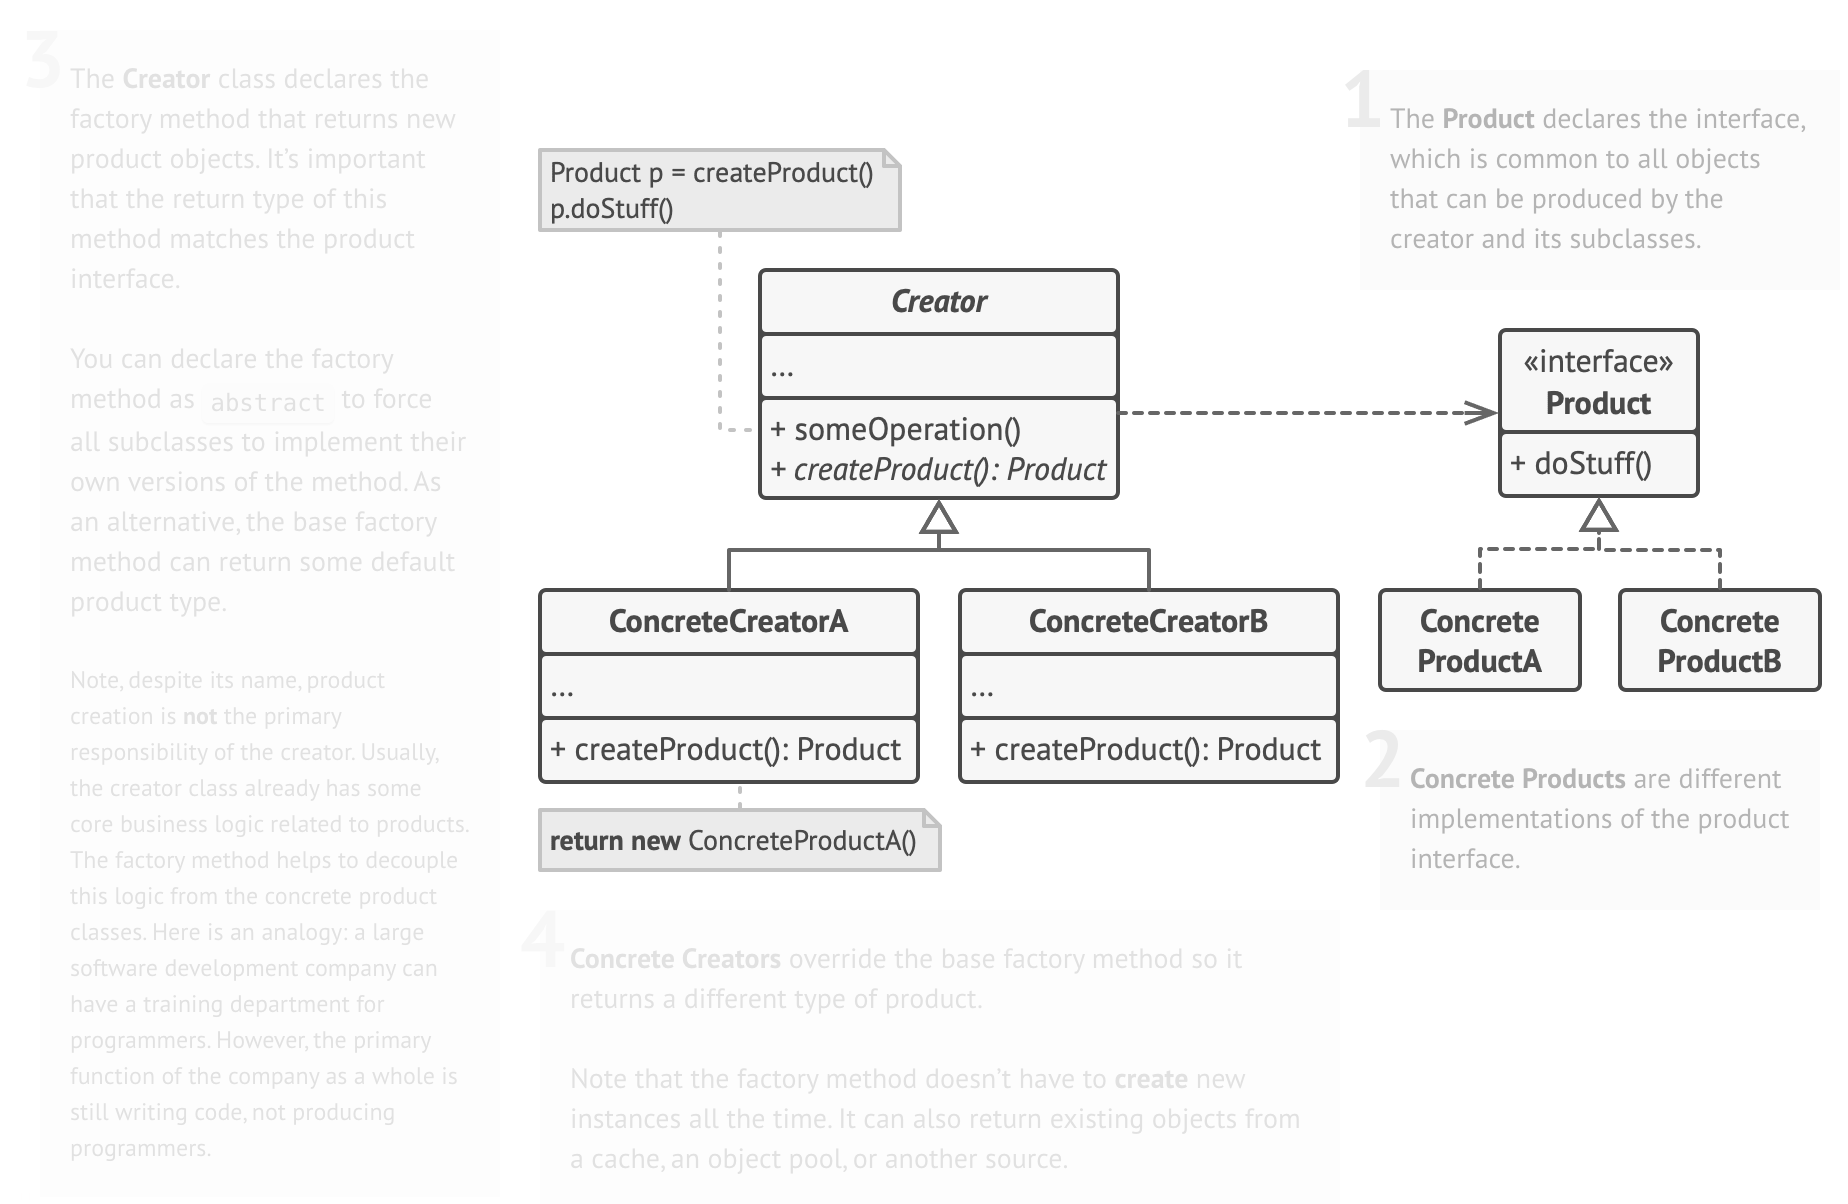 3
The Creator class declares the
factory method that returns new
product objects. It’s important
that the return type of this
method matches the product
interface.
You can declare the factory
method as abstract to force
all subclasses to implement their
own versions of the method. As
an alternative, the base factory
method can return some default
product type.
Note, despite its name, product
creation is not the primary
responsibility of the creator. Usually,
the creator class already has some
core business logic related to products.
The factory method helps to decouple
this logic from the concrete product
classes. Here is an analogy: a large
software development company can
have a training department for
programmers. However, the primary
function of the company as a whole is
still writing code, not producing
programmers.
Product p = createProduct()
p.doStuff()
Creator
...
+ someOperation()
+ createProduct(): Product
ConcreteCreatorA
...
+ createProduct(): Product
return new ConcreteProductA()
ConcreteCreatorB
...
+ createProduct(): Product
1
The Product declares the interface,
which is common to all objects
that can be produced by the
creator and its subclasses.
«interface»
Product
+ doStuff()
Concrete
ProductA
Concrete
ProductB
2
Concrete Products are different
implementations of the product
interface.
4
Concrete Creators override the base factory method so it
returns a different type of product.
Note that the factory method doesn’t have to create new
instances all the time. It can also return existing objects from
a cache, an object pool, or another source.